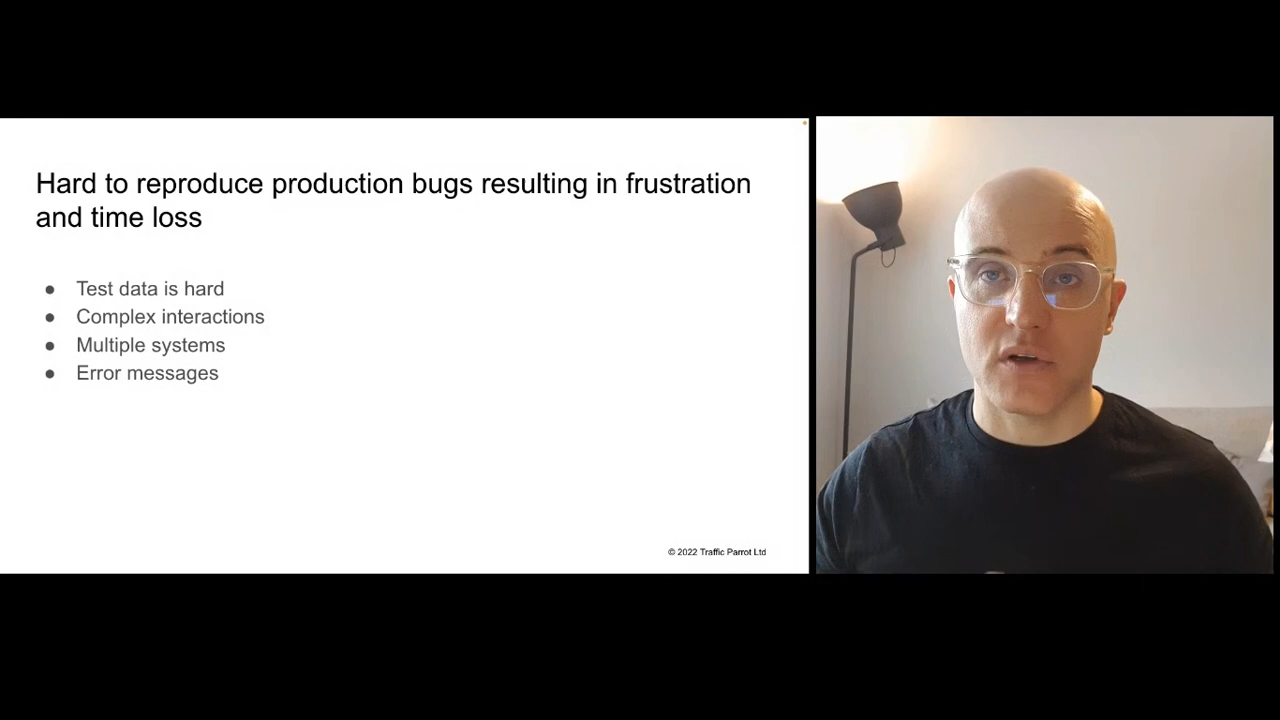 Hard to reproduce production bugs resulting in frustration
and time loss
● Test data is hard
● Complex interactions
● Multiple systems
● Error messages
© 2022 Traffic Parrot Ltd